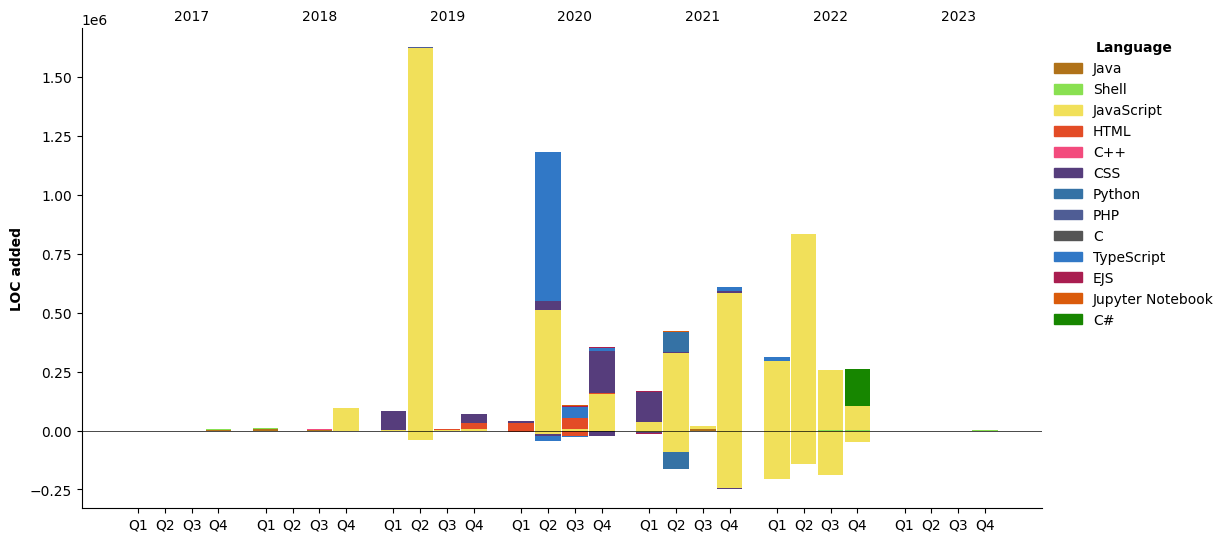 1e6
2017 2018 2019 2020 2021 2022 2023
1.50
1.25
1.00
0.75
0.50
0.25
0.00
−0.25
LOC added
Q1 Q2 Q3 Q4 Q1 Q2 Q3 Q4 Q1 Q2 Q3 Q4 Q1 Q2 Q3 Q4 Q1 Q2 Q3 Q4 Q1 Q2 Q3 Q4 Q1 Q2 Q3 Q4
Language
Java
Shell
JavaScript
HTML
C++
CSS
Python
PHP
C
TypeScript
EJS
Jupyter Notebook
C#